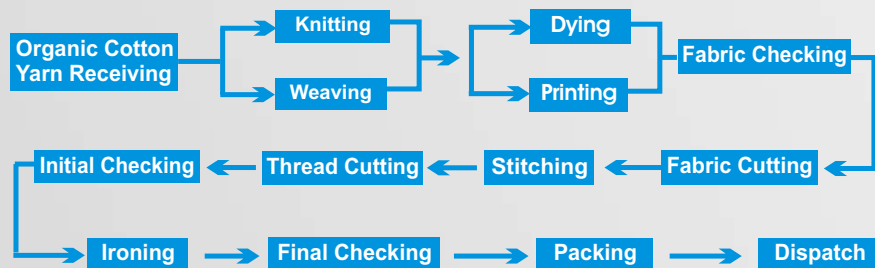 Organic Cotton
Yarn Receiving
Knitting
Weaving
Dying
Printing
Fabric Checking
Initial Checking
Thread Cutting
Stitching
Fabric Cutting
Ironing
Final Checking
Packing
Dispatch